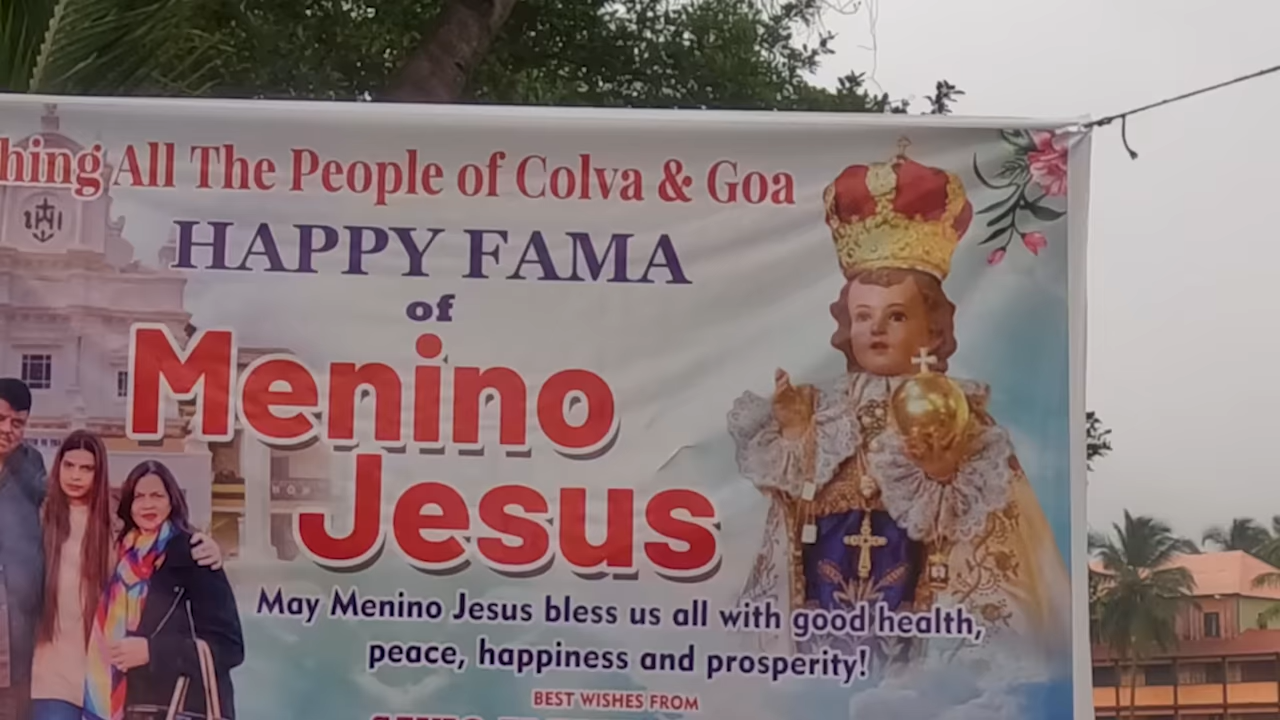 hing All The People of Colva & Goa
HAPPY FAMA
of
Menino
Jesus
May Menino Jesus bless us all with good health,
peace, happiness and prosperity!
BEST WISHES FROM